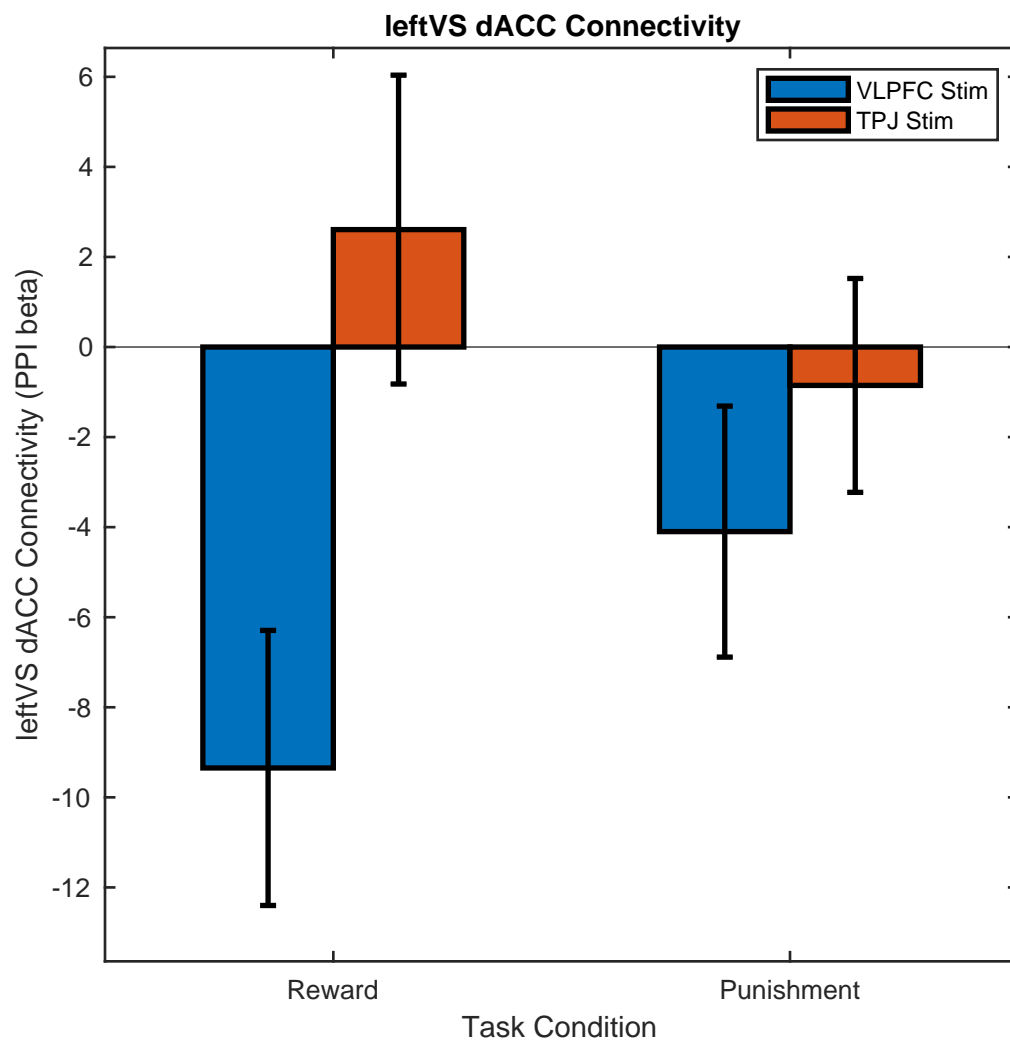 leftVS dACC Connectivity
VLPFC Stim
TPJ Stim
leftVS dACC Connectivity (PPI beta)
6
4
2
0
-2
-4
-6
-8
-10
-12
Reward
Punishment
Task Condition